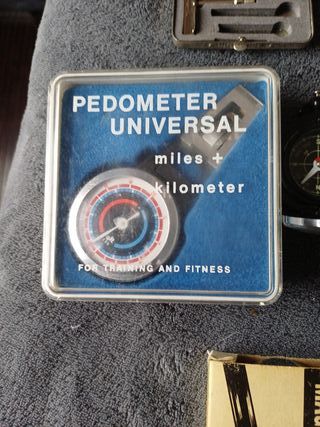 PEDOMETER
UNIVERSAL
miles +
kilometer
FOR TRAINING AND FITNESS